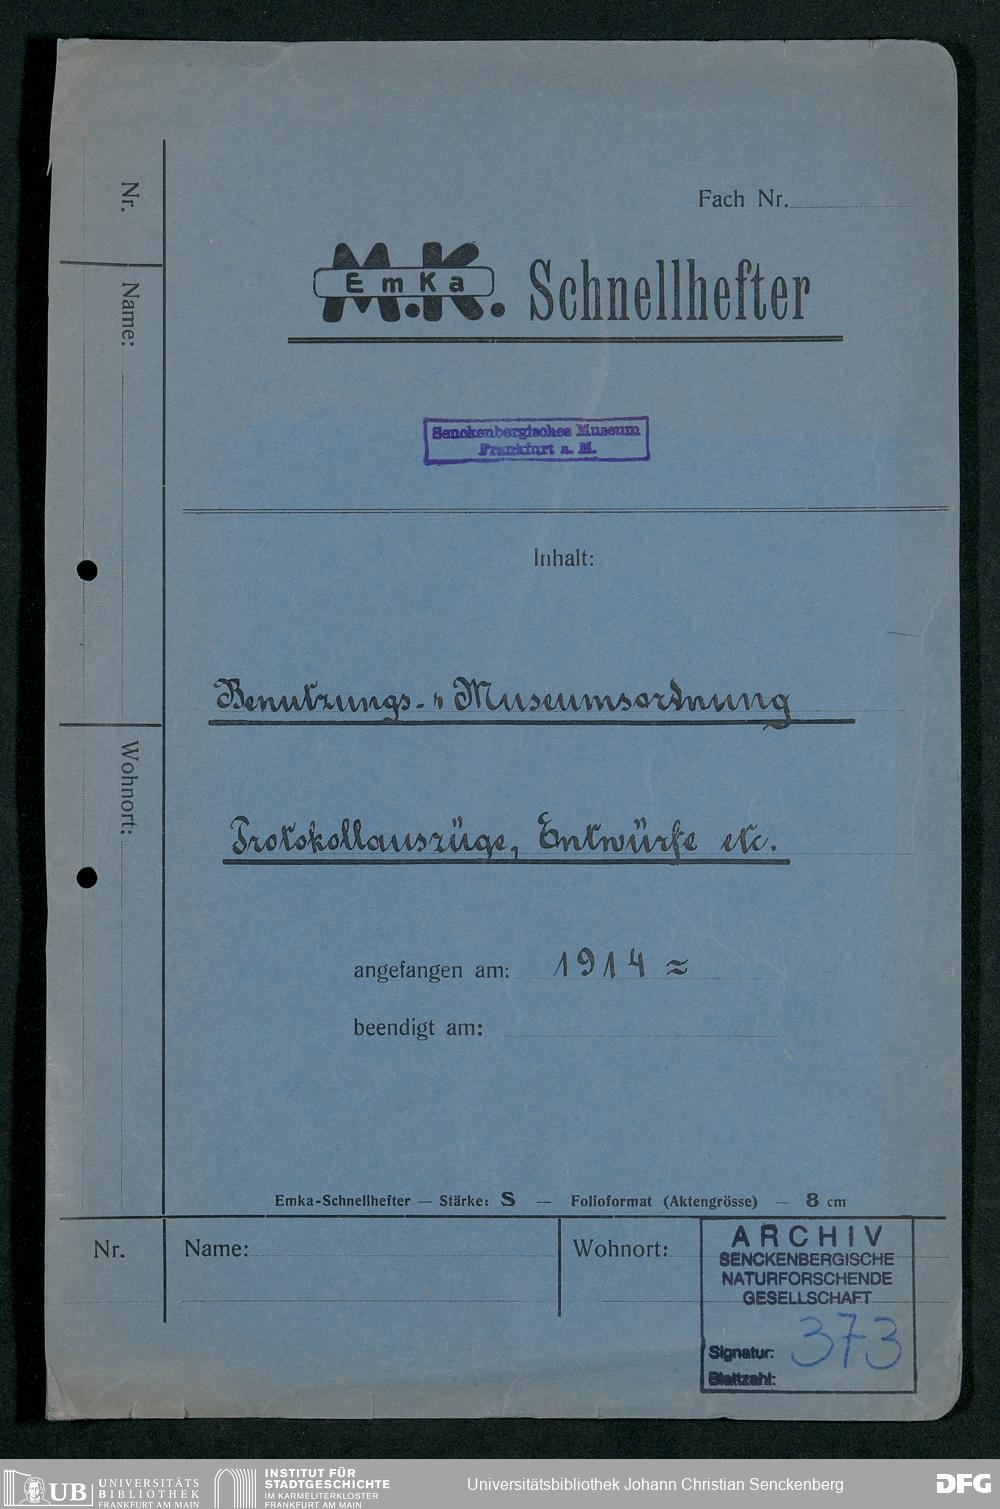 Fach Nr.
M.K.
EmKa
Schnellhefter
Senckenbergisches Museum
Frankfurt a. M.
Inhalt:
Benutzungs- " Museumsordnung
Protokollauszüge, Entwürfe etc.
angefangen am: 1914
beendigt am:
Emka-Schnellhefter — Stärke: S — Folioformat (Aktengrösse) — 8 cm
Nr.
Name:
Wohnort:
Nr.
Name:
Wohnort:
ARCHIV
SENCKENBERGISCHE
NATURFORSCHENDE
GESELLSCHAFT
Signatur: 373
Blattzahl:
UB UNIVERSITÄTS
BIBLIOTHEK
FRANKFURT AM MAIN
INSTITUT FÜR
STADTGESCHICHTE
IM KARMELITERKLOSTER
FRANKFURT AM MAIN
Universitätsbibliothek Johann Christian Senckenberg
DFG